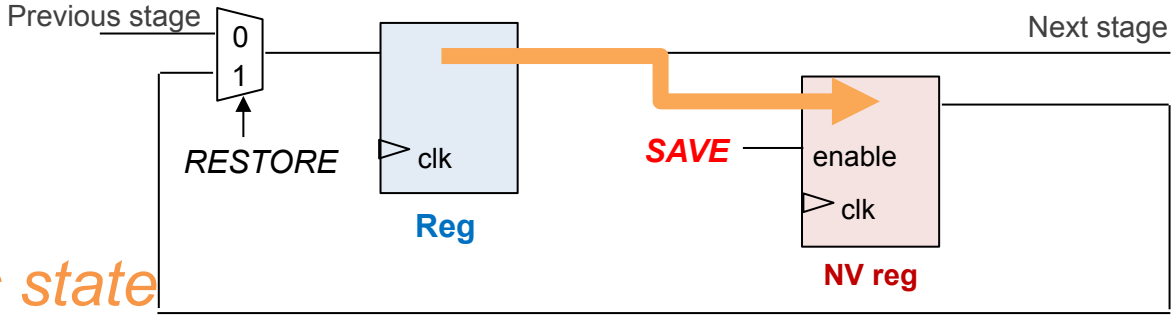 Previous stage
0
1
RESTORE
clk
Reg
SAVE
enable
clk
NV reg
Next stage
state